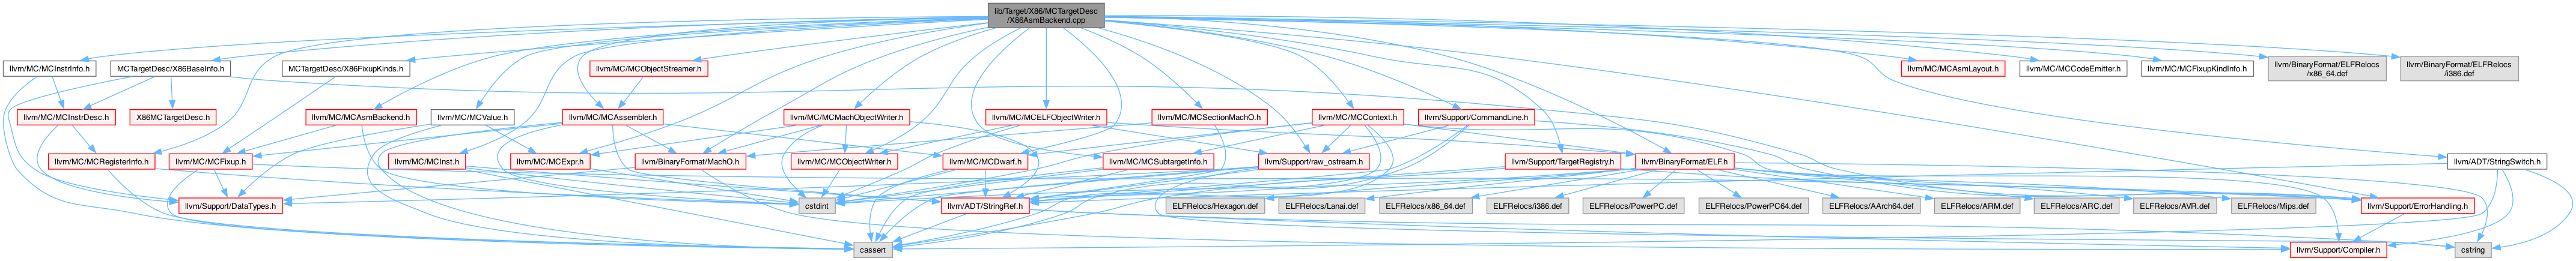 lib/Target/X86/MCTargetDesc
/X86AsmBackend.cpp
llvm/MC/MCInstrInfo.h
MCTargetDesc/X86BaseInfo.h
MCTargetDesc/X86FixupKinds.h
llvm/MC/MCObjectStreamer.h
llvm/MC/MCAsmLayout.h
llvm/MC/MCCodeEmitter.h
llvm/MC/MCFixupKindInfo.h
llvm/BinaryFormat/ELFRelocs
/x86_64.def
llvm/BinaryFormat/ELFRelocs
/i386.def
llvm/MC/MCInstrDesc.h
X86MCTargetDesc.h
llvm/MC/MCAsmBackend.h
llvm/MC/MCValue.h
llvm/MC/MCAssembler.h
llvm/MC/MCMachObjectWriter.h
llvm/MC/MCELFObjectWriter.h
llvm/MC/MCSectionMachO.h
llvm/MC/MCContext.h
llvm/Support/CommandLine.h
llvm/MC/MCRegisterInfo.h
llvm/MC/MCFixup.h
llvm/MC/MCInst.h
llvm/MC/MCExpr.h
llvm/BinaryFormat/MachO.h
llvm/MC/MCObjectWriter.h
llvm/MC/MCDwarf.h
llvm/MC/MCSubtargetInfo.h
llvm/Support/raw_ostream.h
llvm/Support/TargetRegistry.h
llvm/BinaryFormat/ELF.h
llvm/ADT/StringSwitch.h
llvm/Support/DataTypes.h
cstdint
llvm/ADT/StringRef.h
ELFRelocs/Hexagon.def
ELFRelocs/Lanai.def
ELFRelocs/x86_64.def
ELFRelocs/i386.def
ELFRelocs/PowerPC.def
ELFRelocs/PowerPC64.def
ELFRelocs/AArch64.def
ELFRelocs/ARM.def
ELFRelocs/ARC.def
ELFRelocs/AVR.def
ELFRelocs/Mips.def
llvm/Support/ErrorHandling.h
cassert
llvm/Support/Compiler.h
cstring